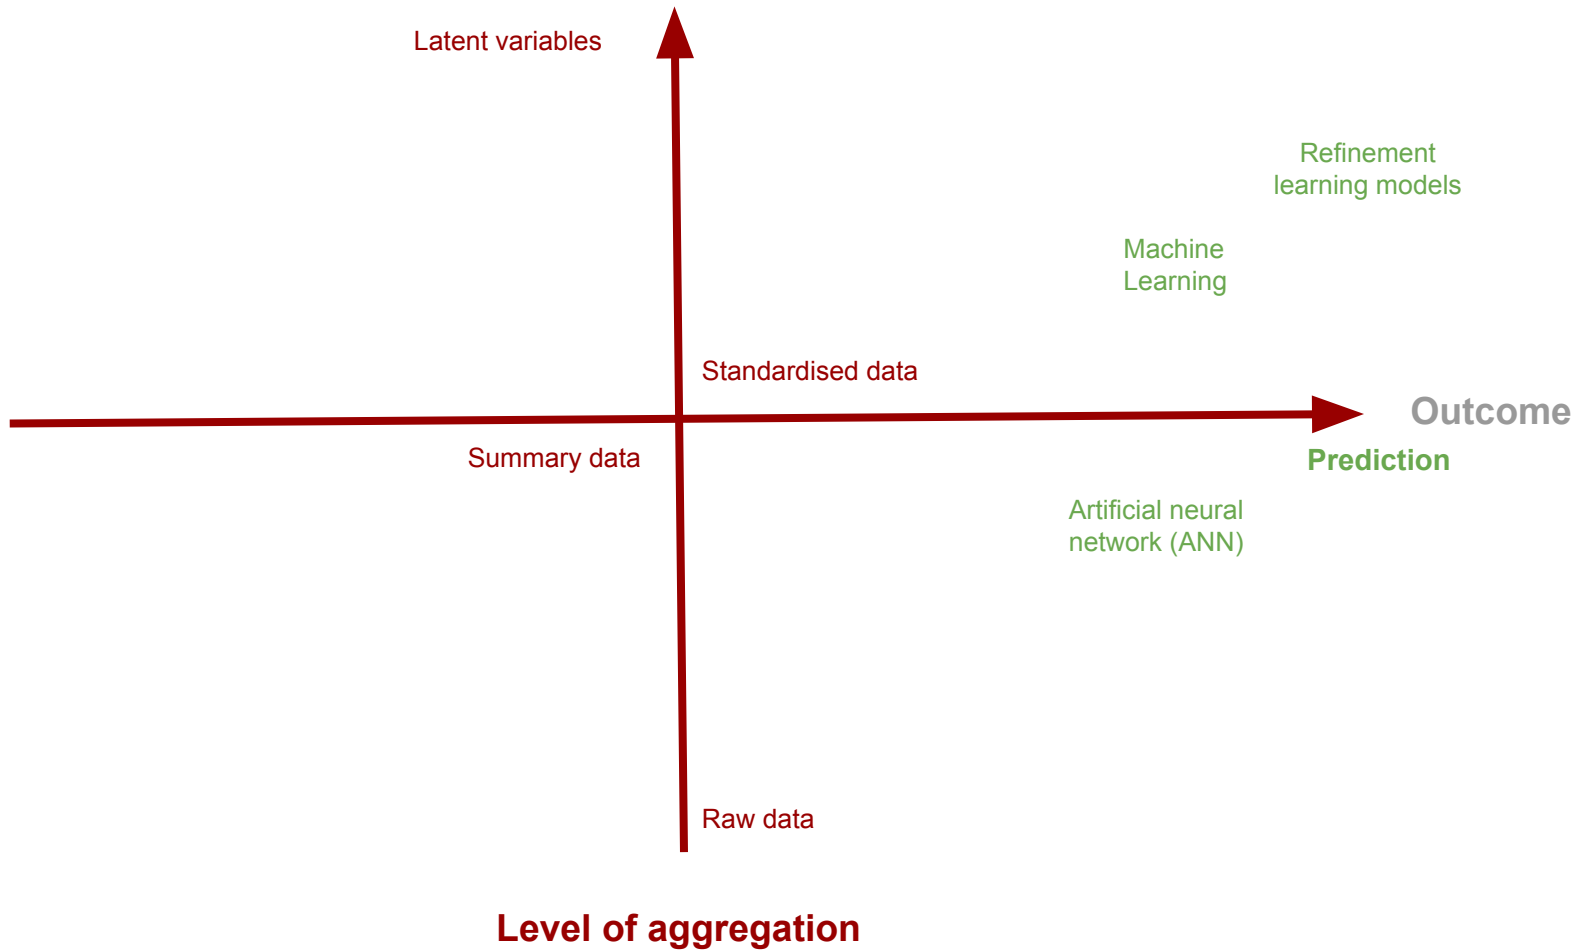 Latent variables
Refinement
learning models
Machine
Learning
Standardised data
Outcome
Summary data
Prediction
Artificial neural
network (ANN)
Raw data
Level of aggregation